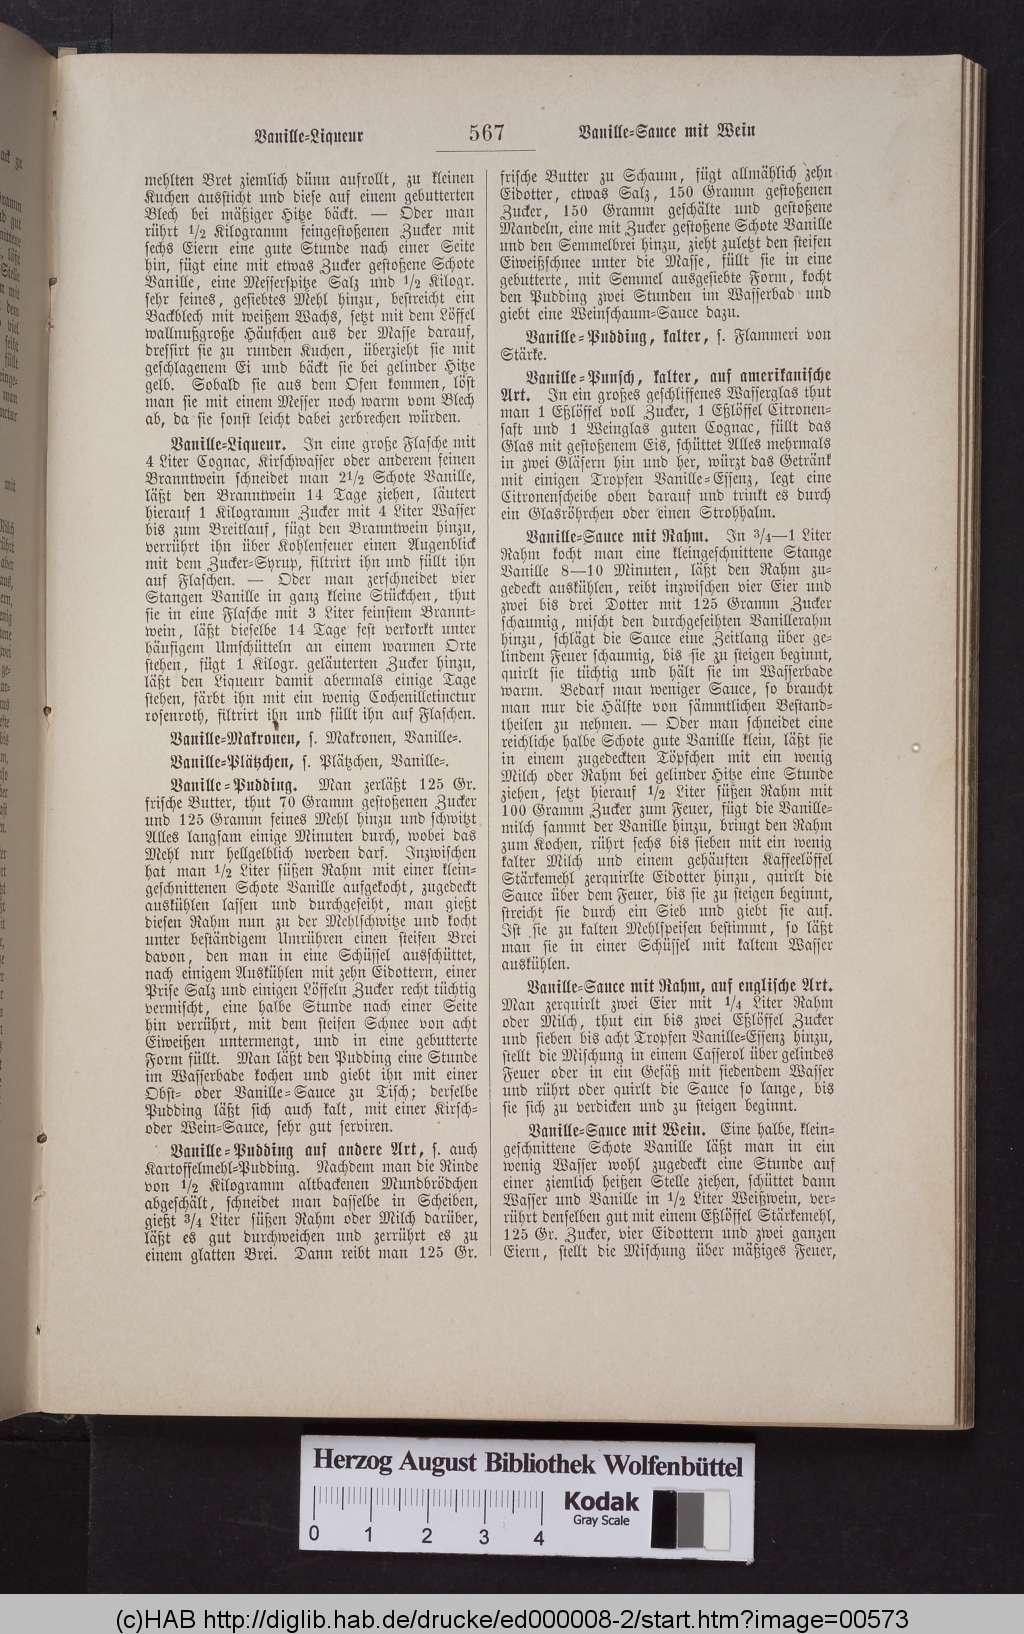 Vanille-Liqueur 567 Vanille-Sauce mit Wein
mehlten Bret ziemlich dünn aufrollt, zu kleinen
Kuchen aussticht und diese auf einem gebutterten
Blech bei mäßiger Hitze bäckt. — Oder man
rührt 1/2 Kilogramm feingestoßenen Zucker mit
sechs Eiern eine gute Stunde nach einer Seite
hin, fügt eine mit etwas Zucker gestoßene Schote
Vanille, eine Messerspitze Salz und 1/2 Kilogr.
sehr feines, gesiebtes Mehl hinzu, bestreicht ein
Backblech mit weißem Wachs, setzt mit dem Löffel
wallnußgroße Häufchen aus der Masse darauf,
dressirt sie zu runden Kuchen, überzieht sie mit
geschlagenem Ei und bäckt sie bei gelinder Hitze
gelb. Sobald sie aus dem Ofen kommen, löst
man sie mit einem Messer noch warm vom Blech
ab, da sie sonst leicht dabei zerbrechen würden.
Vanille-Liqueur. In eine große Flasche mit
4 Liter Cognac, Kirschwasser oder anderem feinen
Branntwein schneidet man 2 1/2 Schote Vanille,
läßt den Branntwein 14 Tage ziehen, läutert
hierauf 1 Kilogramm Zucker mit 4 Liter Wasser
bis zum Breitlauf, fügt den Branntwein hinzu,
verrührt ihn über Kohlenfeuer einen Augenblick
mit dem Zucker-Syrup, filtrirt ihn und füllt ihn
auf Flaschen. — Oder man zerschneidet vier
Stangen Vanille in ganz kleine Stückchen, thut
sie in eine Flasche mit 3 Liter feinstem Brannt-
wein, läßt dieselbe 14 Tage fest verkorkt unter
häufigem Umschütteln an einem warmen Orte
stehen, fügt 1 Kilogr. geläuterten Zucker hinzu,
läßt den Liqueur damit abermals einige Tage
stehen, färbt ihn mit ein wenig Cochenilletinctur
rosenroth, filtrirt ihn und füllt ihn auf Flaschen.
Vanille-Makronen, s. Makronen, Vanille-.
Vanille-Plätzchen, s. Plätzchen, Vanille-.
Vanille-Pudding. Man zerläßt 125 Gr.
frische Butter, thut 70 Gramm gestoßenen Zucker
und 125 Gramm feines Mehl hinzu und schwitzt
Alles langsam einige Minuten durch, wobei das
Mehl nur hellgelblich werden darf. Inzwischen
hat man 1/2 Liter süßen Rahm mit einer klein-
geschnittenen Schote Vanille aufgekocht, zugedeckt
auskühlen lassen und durchgeseiht, man gießt
diesen Rahm nun zu der Mehlschwitze und kocht
unter beständigem Umrühren einen steifen Brei
davon, den man in eine Schüssel ausschüttet,
nach einigem Auskühlen mit zehn Eidottern, einer
Prise Salz und einigen Löffeln Zucker recht tüchtig
vermischt, eine halbe Stunde nach einer Seite
hin verrührt, mit dem steifen Schnee von acht
Eiweißen untermengt, und in eine gebutterte
Form füllt. Man läßt den Pudding eine Stunde
im Wasserbade kochen und giebt ihn mit einer
Obst- oder Vanille-Sauce zu Tisch; derselbe
Pudding läßt sich auch kalt, mit einer Kirsch-
oder Wein-Sauce, sehr gut serviren.
Vanille-Pudding auf andere Art, s. auch
Kartoffelmehl-Pudding. Nachdem man die Rinde
von 1/2 Kilogramm altbackenen Mundbrödchen
abgeschält, schneidet man dasselbe in Scheiben,
gießt 3/4 Liter süßen Rahm oder Milch darüber,
läßt es gut durchweichen und zerrührt es zu
einem glatten Brei. Dann reibt man 125 Gr.
frische Butter zu Schaum, fügt allmählich zehn
Eidotter, etwas Salz, 150 Gramm gestoßenen
Zucker, 150 Gramm geschälte und gestoßene
Mandeln, eine mit Zucker gestoßene Schote Vanille
und den Semmelbrei hinzu, zieht zuletzt den steifen
Eiweißschnee unter die Masse, füllt sie in eine
gebutterte, mit Semmel ausgesiebte Form, kocht
den Pudding zwei Stunden im Wasserbad und
giebt eine Weinschaum-Sauce dazu.
Vanille-Pudding, kalter, s. Flammeri von
Stärke.
Vanille-Punsch, kalter, auf amerikanische
Art. In ein großes geschliffenes Wasserglas thut
man 1 Eßlöffel voll Zucker, 1 Eßlöffel Citronen-
saft und 1 Weinglas guten Cognac, füllt das
Glas mit gestoßenem Eis, schüttet Alles mehrmals
in zwei Gläsern hin und her, würzt das Getränk
mit einigen Tropfen Vanille-Essenz, legt eine
Citronenscheibe oben darauf und trinkt es durch
ein Glasröhrchen oder einen Strohhalm.
Vanille-Sauce mit Rahm. In 3/4—1 Liter
Rahm kocht man eine kleingeschnittene Stange
Vanille 8—10 Minuten, läßt den Rahm zu-
gedeckt auskühlen, reibt inzwischen vier Eier und
zwei bis drei Dotter mit 125 Gramm Zucker
schaumig, mischt den durchgeseihten Vanillerahm
hinzu, schlägt die Sauce eine Zeitlang über ge-
lindem Feuer schaumig, bis sie zu steigen beginnt,
quirlt sie tüchtig und hält sie im Wasserbade
warm. Bedarf man weniger Sauce, so braucht
man nur die Hälfte von sämmtlichen Bestand-
theilen zu nehmen. — Oder man schneidet eine
reichliche halbe Schote gute Vanille klein, läßt sie
in einem zugedeckten Töpfchen mit ein wenig
Milch oder Rahm bei gelinder Hitze eine Stunde
ziehen, setzt hierauf 1/2 Liter süßen Rahm mit
100 Gramm Zucker zum Feuer, fügt die Vanille-
milch sammt der Vanille hinzu, bringt den Rahm
zum Kochen, rührt sechs bis sieben mit ein wenig
kalter Milch und einem gehäuften Kaffeelöffel
Stärkemehl zerquirlte Eidotter hinzu, quirlt die
Sauce über dem Feuer, bis sie zu steigen beginnt,
streicht sie durch ein Sieb und giebt sie auf.
Ist sie zu kalten Mehlspeisen bestimmt, so läßt
man sie in einer Schüssel mit kaltem Wasser
auskühlen.
Vanille-Sauce mit Rahm, auf englische Art.
Man zerquirlt zwei Eier mit 1/4 Liter Rahm
oder Milch, thut ein bis zwei Eßlöffel Zucker
und sieben bis acht Tropfen Vanille-Essenz hinzu,
stellt die Mischung in einem Casserol über gelindes
Feuer oder in ein Gefäß mit siedendem Wasser
und rührt oder quirlt die Sauce so lange, bis
sie sich zu verdicken und zu steigen beginnt.
Vanille-Sauce mit Wein. Eine halbe, klein-
geschnittene Schote Vanille läßt man in ein
wenig Wasser wohl zugedeckt eine Stunde auf
einer ziemlich heißen Stelle ziehen, schüttet dann
Wasser und Vanille in 1/2 Liter Weißwein, ver-
rührt denselben gut mit einem Eßlöffel Stärkemehl,
125 Gr. Zucker, vier Eidottern und zwei ganzen
Eiern, stellt die Mischung über mäßiges Feuer,
Herzog August Bibliothek Wolfenbüttel
0 1 2 3 4
Kodak
Gray Scale
(c)HAB http://diglib.hab.de/drucke/ed000008-2/start.htm?image=00573